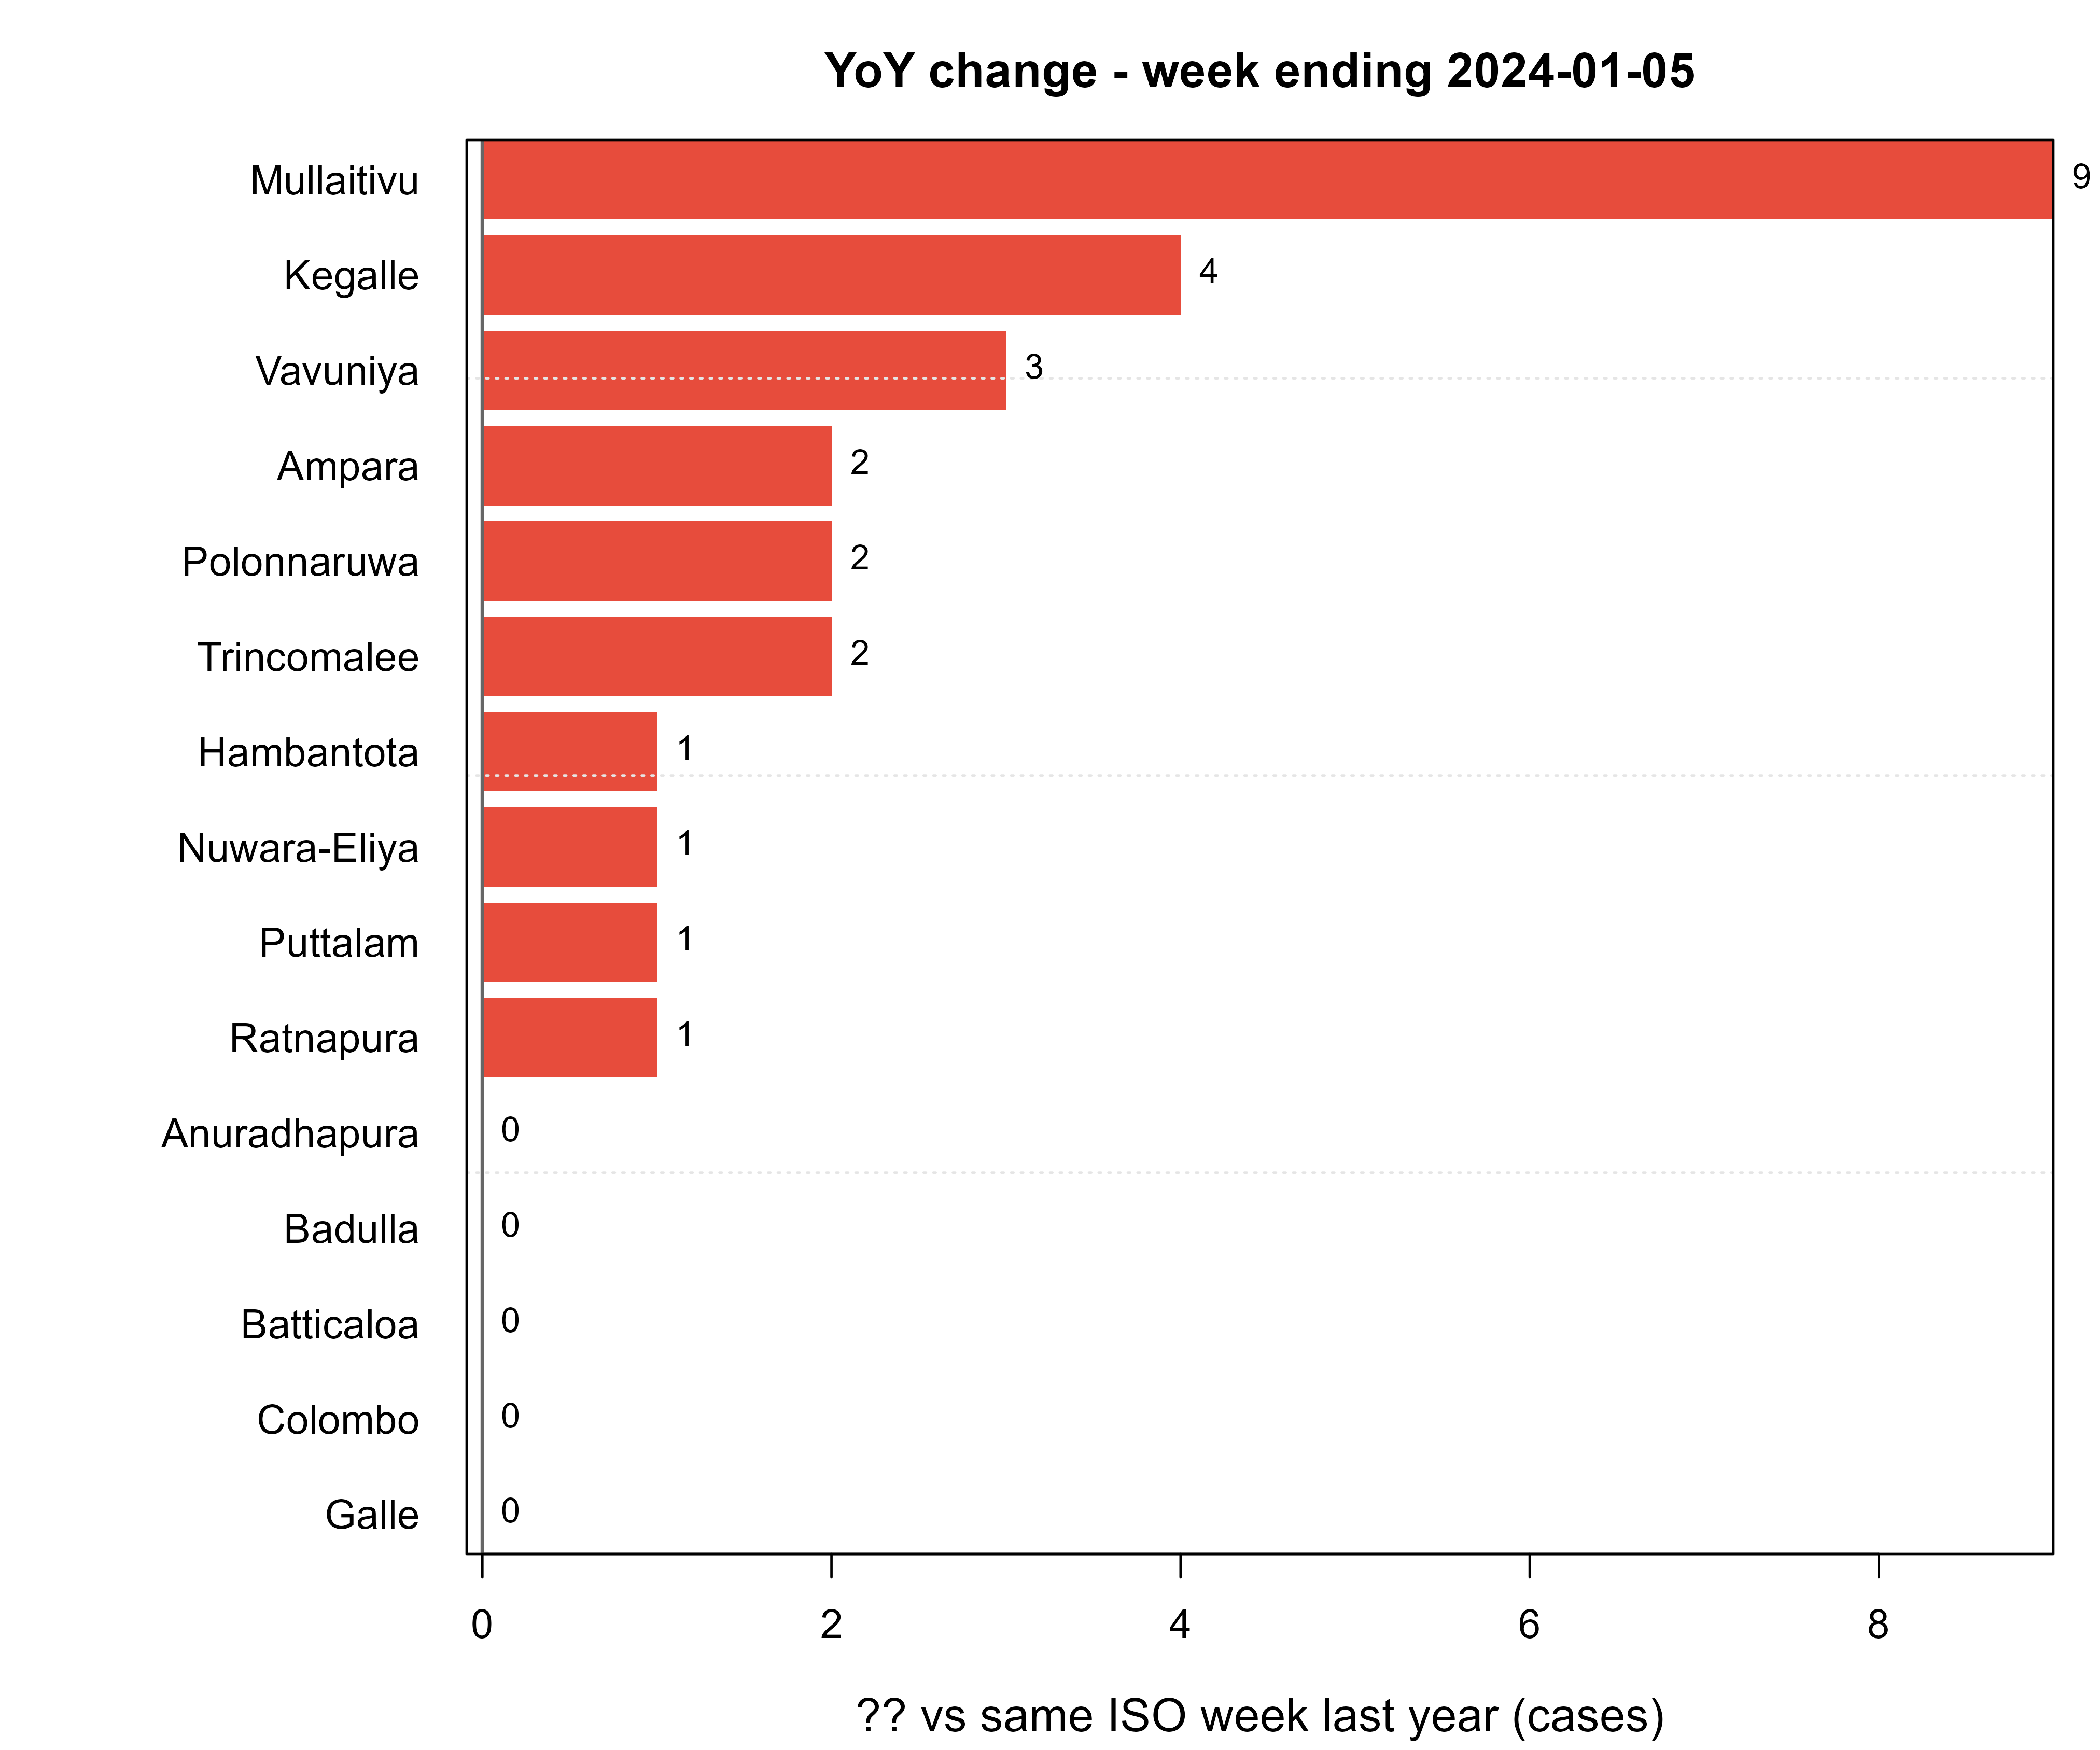 YoY change - week ending 2024-01-05
Mullaitivu 9
Kegalle 4
Vavuniya 3
Ampara 2
Polonnaruwa 2
Trincomalee 2
Hambantota 1
Nuwara-Eliya 1
Puttalam 1
Ratnapura 1
Anuradhapura 0
Badulla 0
Batticaloa 0
Colombo 0
Galle 0
0 2 4 6 8
?? vs same ISO week last year (cases)